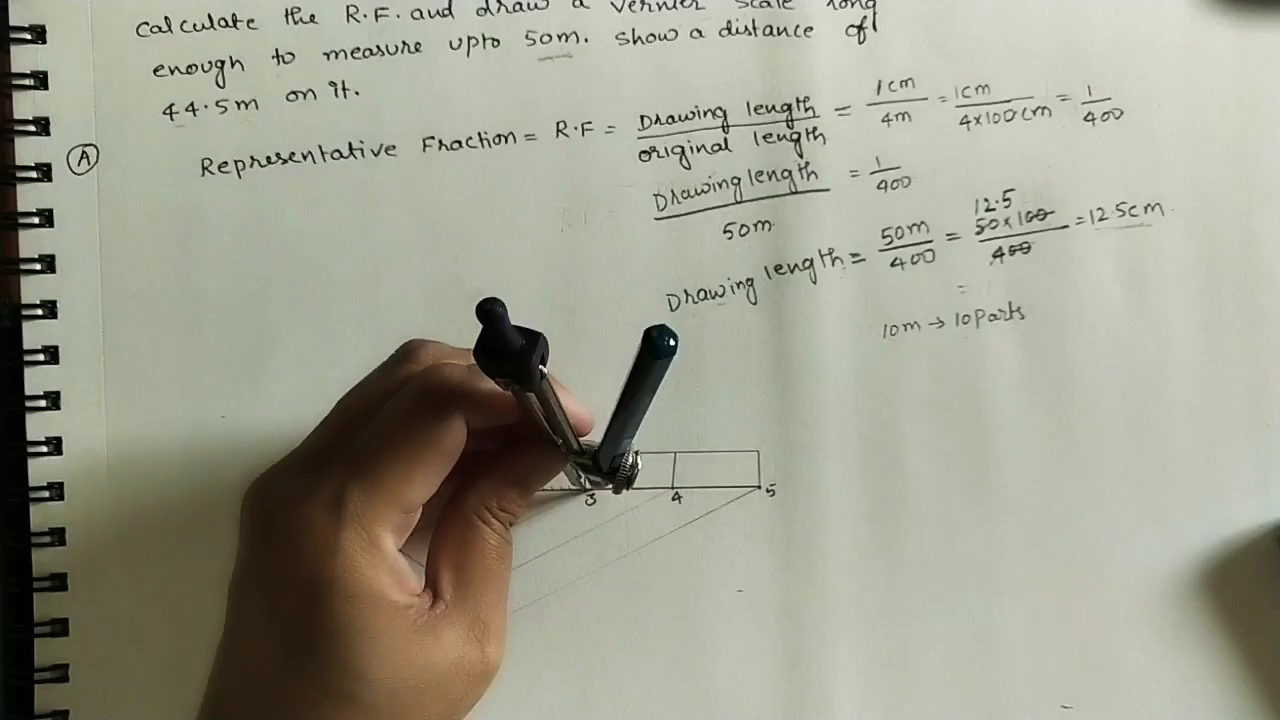 calculate the R.F. and draw a vernier scale long
enough to measure upto 50m. show a distance of
44.5m on it.
A Representative Fraction = R.F = Drawing length / original length = 1cm / 4m = 1cm / 4x100cm = 1 / 400
Drawing length / 50m = 1 / 400
Drawing length = 50m / 400 = 50x100 / 400 = 12.5cm
12.5
=
10m → 10 Parts
3 4 5